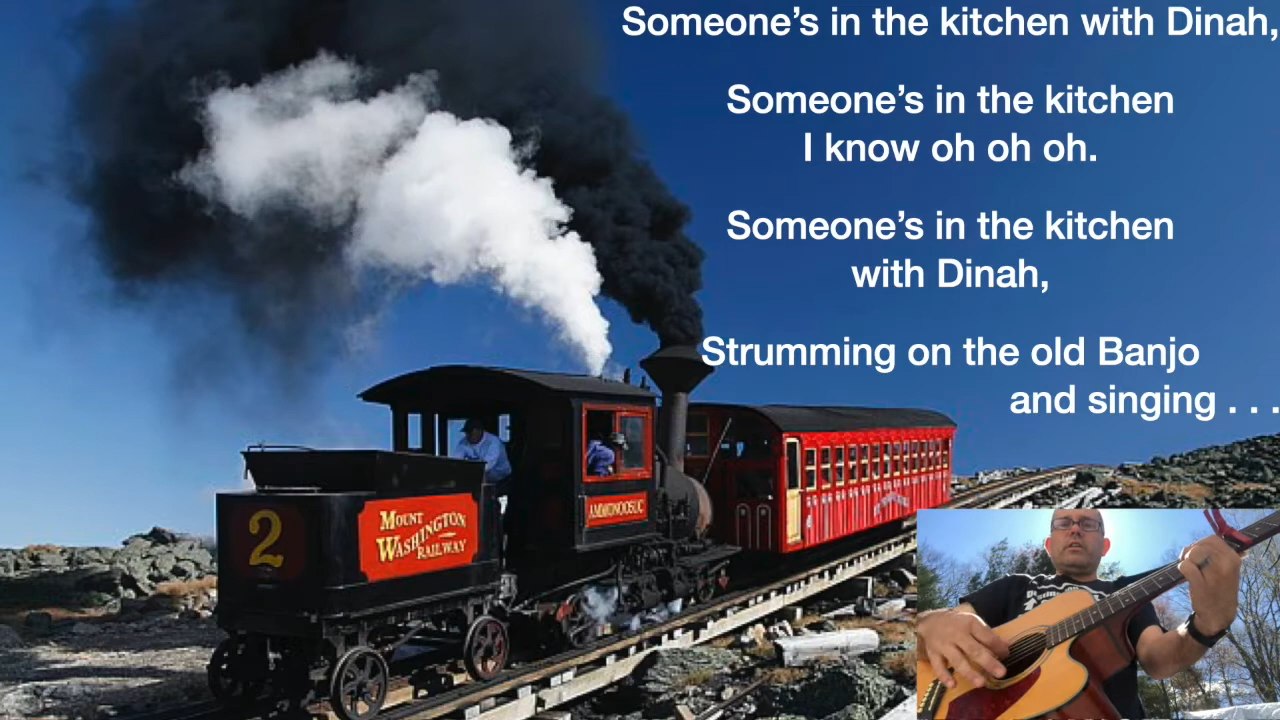 Someone’s in the kitchen with Dinah,
Someone’s in the kitchen
I know oh oh oh.
Someone’s in the kitchen
with Dinah,
Strumming on the old Banjo
and singing . . .
2
MOUNT
WASHINGTON
RAILWAY
AMMONOOSUC